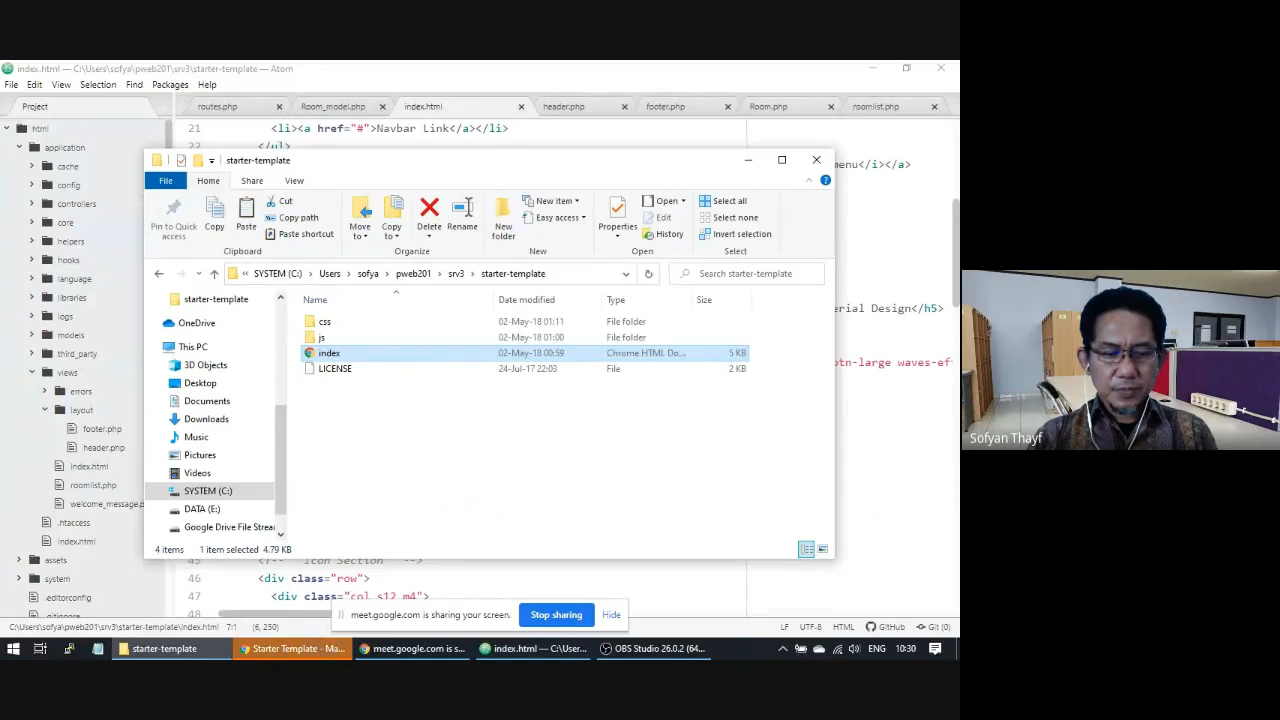 index.html — C:\Users\sofya\pweb201\srv3\starter-template — Atom
File Edit View Selection Find Packages Help
Project
routes.php Room_model.php index.html header.php footer.php Room.php roomlist.php
html
application
cache
config
controllers
core
helpers
hooks
language
libraries
logs
models
third_party
views
errors
layout
footer.php
header.php
index.html
roomlist.php
welcome_message.p
.htaccess
index.html
assets
system
.editorconfig
.gitignore
21 <li><a href="#">Navbar Link</a></li>
22 </ul>
menu</i></a>
erial Design</h5>
btn-large waves-ef
starter-template
File Home Share View
Pin to Quick access
Copy
Paste
Cut
Copy path
Paste shortcut
Clipboard
Move to
Copy to
Delete
Rename
Organize
New folder
New item
Easy access
New
Properties
Open
Edit
History
Open
Select all
Select none
Invert selection
Select
« SYSTEM (C:) > Users > sofya > pweb201 > srv3 > starter-template
Search starter-template
starter-template
OneDrive
This PC
3D Objects
Desktop
Documents
Downloads
Music
Pictures
Videos
SYSTEM (C:)
DATA (E:)
Google Drive File Strea
Name Date modified Type Size
css 02-May-18 01:11 File folder
js 02-May-18 01:00 File folder
index 02-May-18 00:59 Chrome HTML Do... 5 KB
LICENSE 24-Jul-17 22:03 File 2 KB
4 items 1 item selected 4.79 KB
45 <!-- Icon Section -->
46 <div class="row">
47 <div class="col s12 m4">
48
meet.google.com is sharing your screen. Stop sharing Hide
C:\Users\sofya\pweb201\srv3\starter-template\index.html 7:1 (6, 250)
LF UTF-8 HTML GitHub Git (0)
starter-template
Starter Template - Ma...
meet.google.com is s...
index.html — C:\User...
OBS Studio 26.0.2 (64...
ENG 10:30
Sofyan Thayf